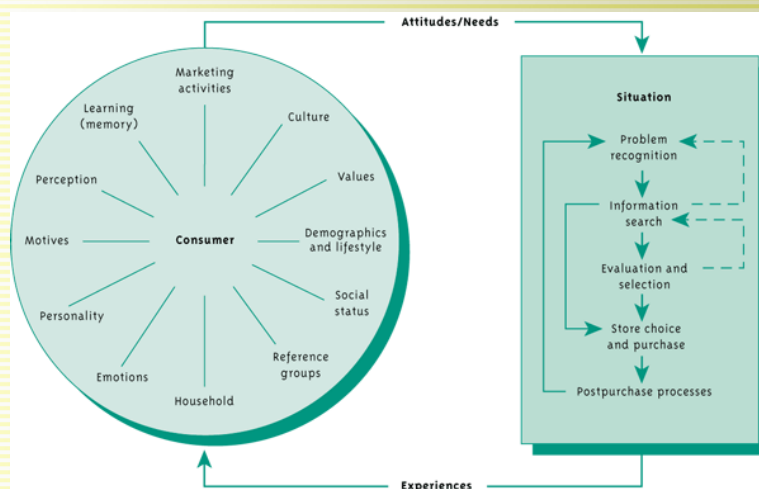 Attitudes/Needs
Marketing
activities
Learning
(memory)
Culture
Perception
Values
Motives
Consumer
Demographics
and lifestyle
Personality
Social
status
Emotions
Reference
groups
Household
Situation
Problem
recognition
Information
search
Evaluation and
selection
Store choice
and purchase
Postpurchase processes
Experiences